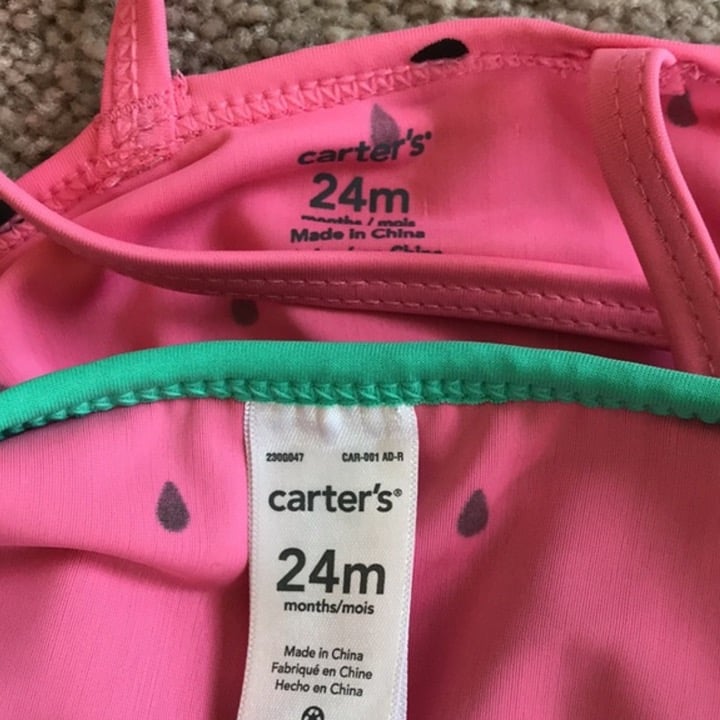 carter's®
24m
months / mois
Made in China
2300047 CAR-001 AD-R
carter's®
24m
months/mois
Made in China
Fabriqué en Chine
Hecho en China